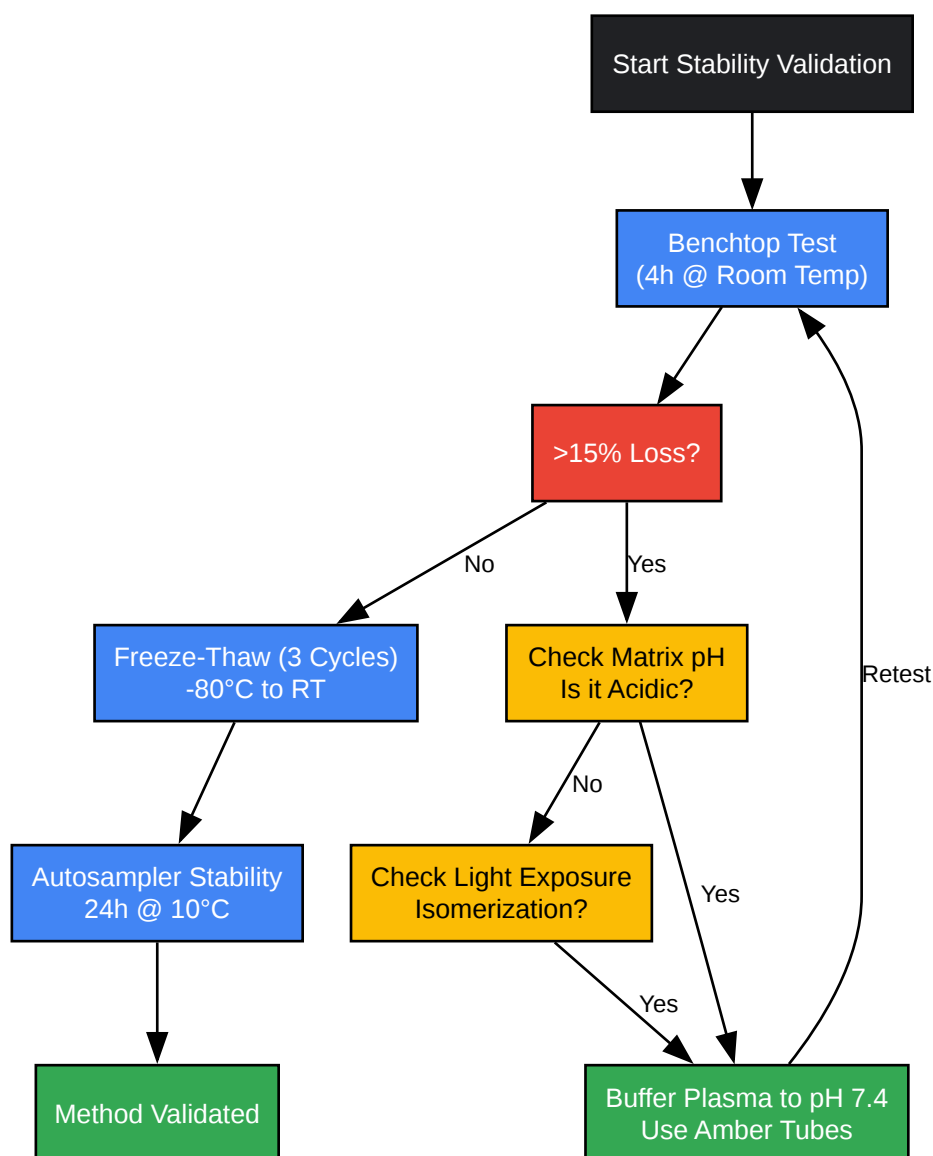 Start Stability Validation
Benchtop Test
(4h @ Room Temp)
>15% Loss?
No
Yes
Freeze-Thaw (3 Cycles)
-80°C to RT
Check Matrix pH
Is it Acidic?
Retest
No
Autosampler Stability
24h @ 10°C
Check Light Exposure
Isomerization?
Yes
Yes
Method Validated
Buffer Plasma to pH 7.4
Use Amber Tubes